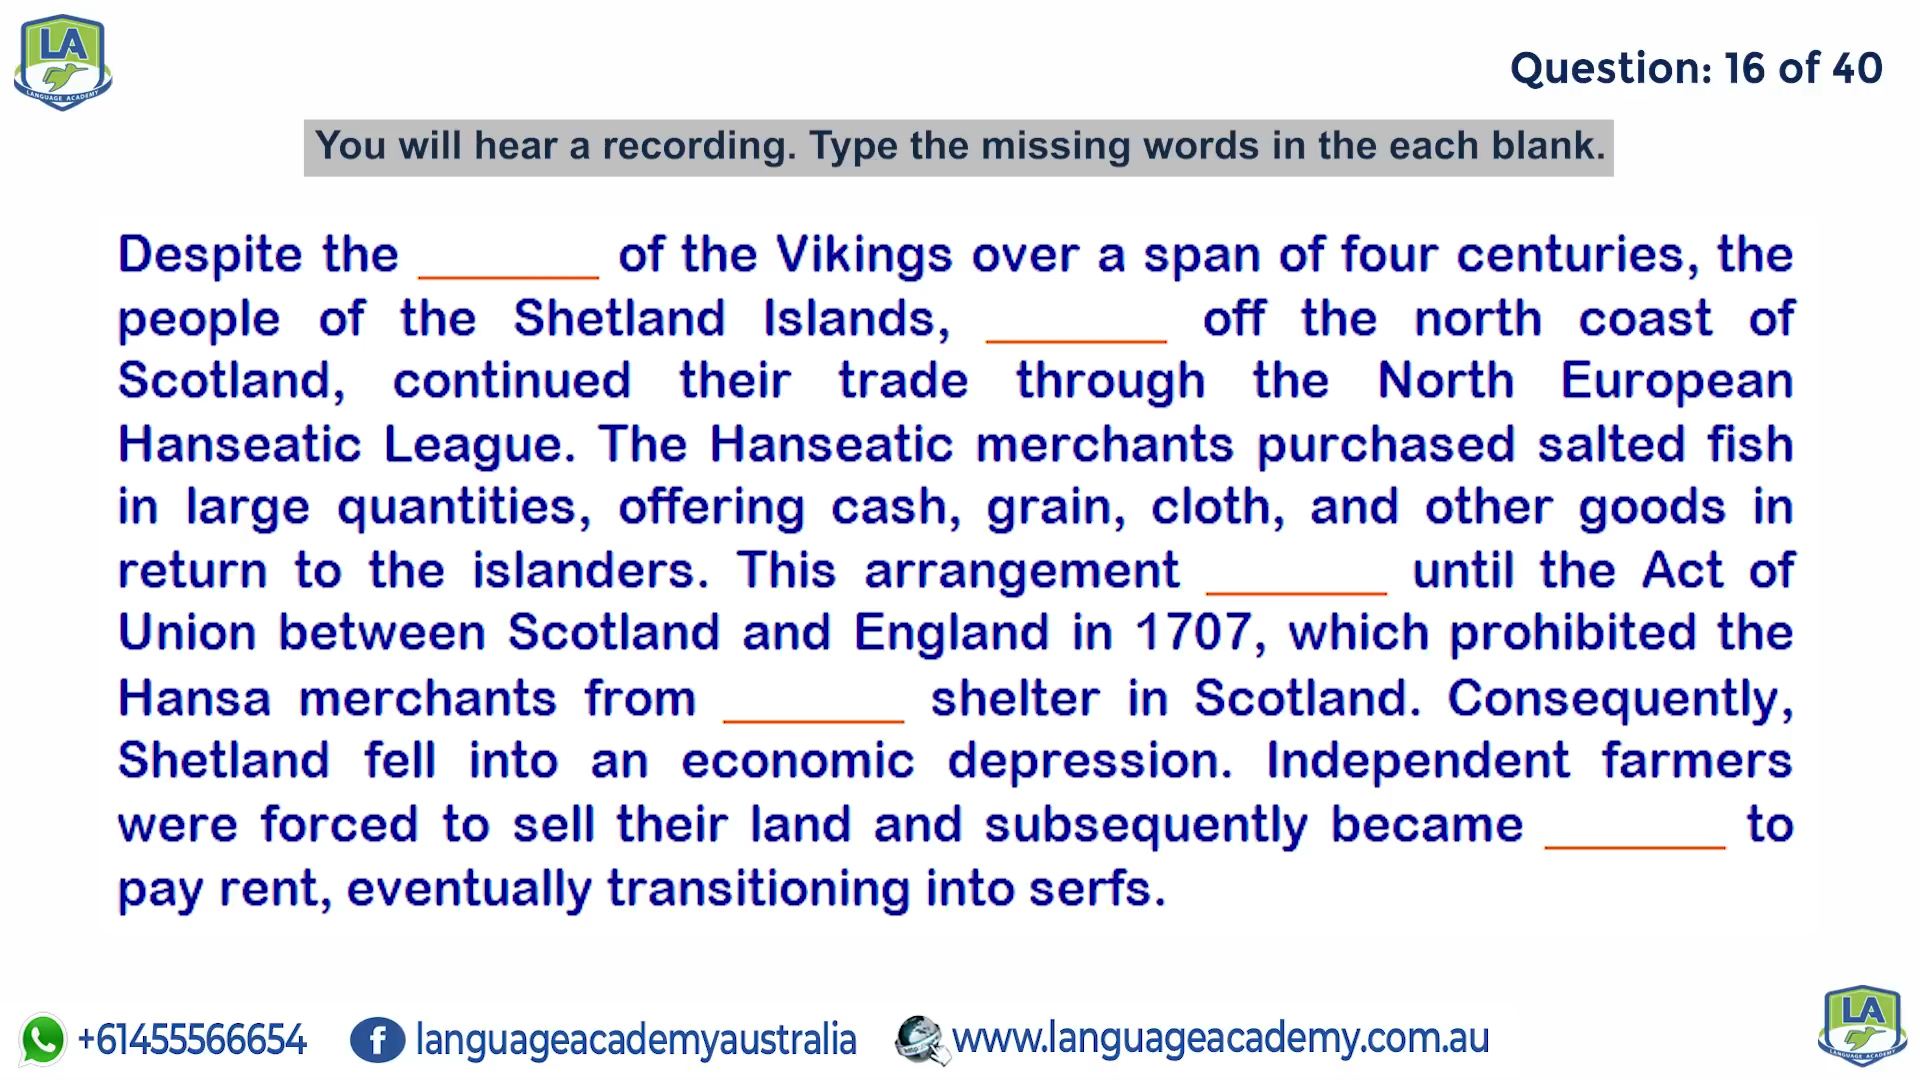 LA
LANGUAGE ACADEMY
Question: 16 of 40
You will hear a recording. Type the missing words in the each blank.
Despite the _______ of the Vikings over a span of four centuries, the
people of the Shetland Islands, _______ off the north coast of
Scotland, continued their trade through the North European
Hanseatic League. The Hanseatic merchants purchased salted fish
in large quantities, offering cash, grain, cloth, and other goods in
return to the islanders. This arrangement _______ until the Act of
Union between Scotland and England in 1707, which prohibited the
Hansa merchants from _______ shelter in Scotland. Consequently,
Shetland fell into an economic depression. Independent farmers
were forced to sell their land and subsequently became _______ to
pay rent, eventually transitioning into serfs.
+61455566654 languageacademyaustralia www.languageacademy.com.au
LA
LANGUAGE ACADEMY